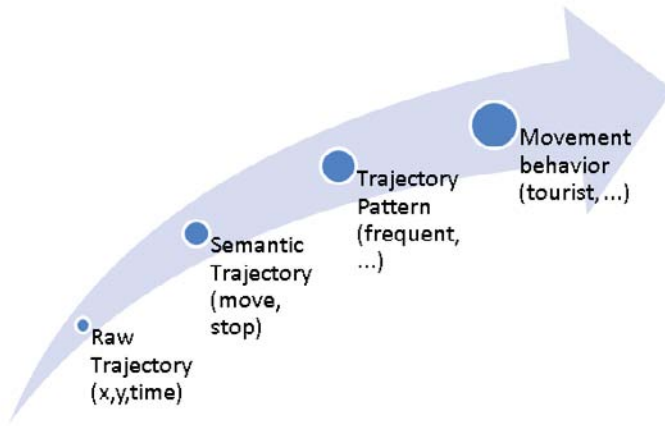 Raw
Trajectory
(x,y,time)
Semantic
Trajectory
(move,
stop)
Trajectory
Pattern
(frequent,
...)
Movement
behavior
(tourist, ...)